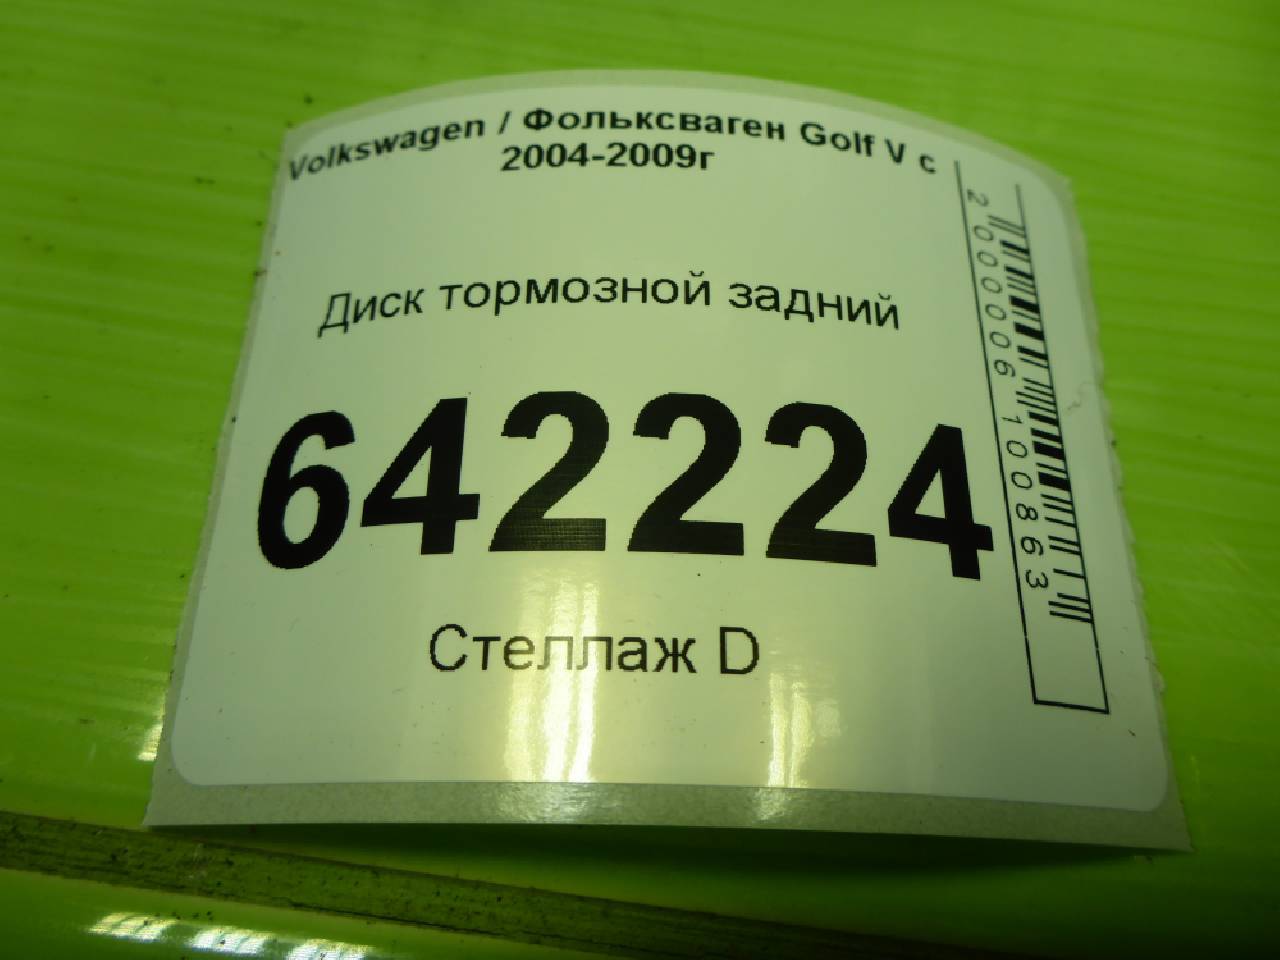 Volkswagen / Фольксваген Golf V с
2004-2009г
Диск тормозной задний
642224
Стеллаж D
2000006100863